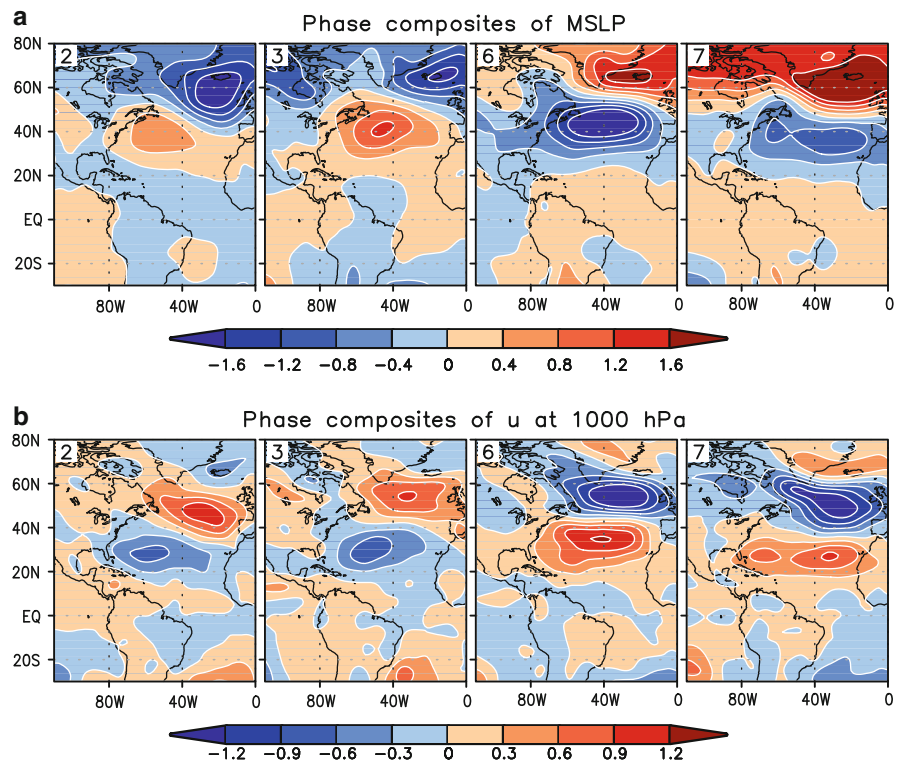 a
Phase composites of MSLP
80N
60N
40N
20N
EQ
20S
2
3
6
7
80W 40W 0 80W 40W 0 80W 40W 0 80W 40W 0
-1.6 -1.2 -0.8 -0.4 0 0.4 0.8 1.2 1.6
b
Phase composites of u at 1000 hPa
80N
60N
40N
20N
EQ
20S
2
3
6
7
80W 40W 0 80W 40W 0 80W 40W 0 80W 40W 0
-1.2 -0.9 -0.6 -0.3 0 0.3 0.6 0.9 1.2